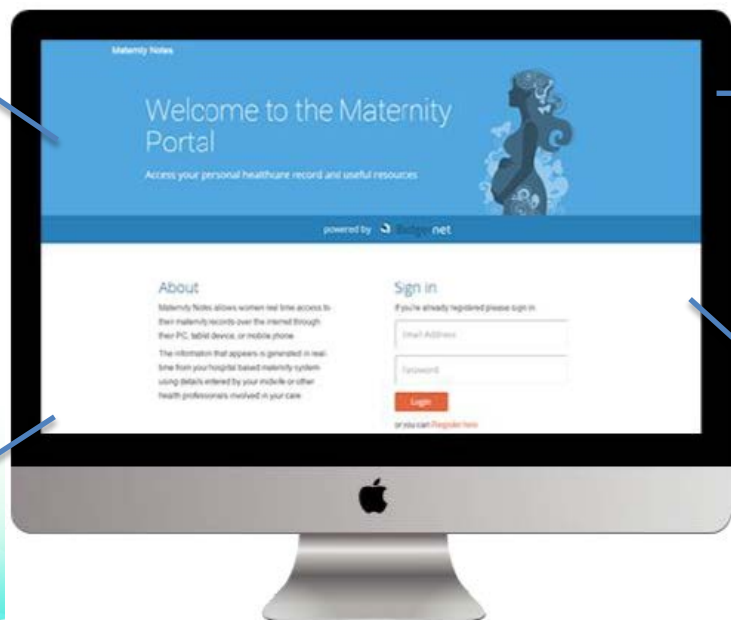 Maternity Notes
Welcome to the Maternity
Portal
Access your personal healthcare record and useful resources
powered by Badgernet
About
Maternity Notes allows women real time access to
their maternity records over the internet through
their PC, tablet device, or mobile phone.
The information that appears is generated in real-
time from your hospital based maternity system
using details entered by your midwife or other
health professionals involved in your care
Sign in
If you're already registered please sign in
Email Address
Password
Login
or you can Register here